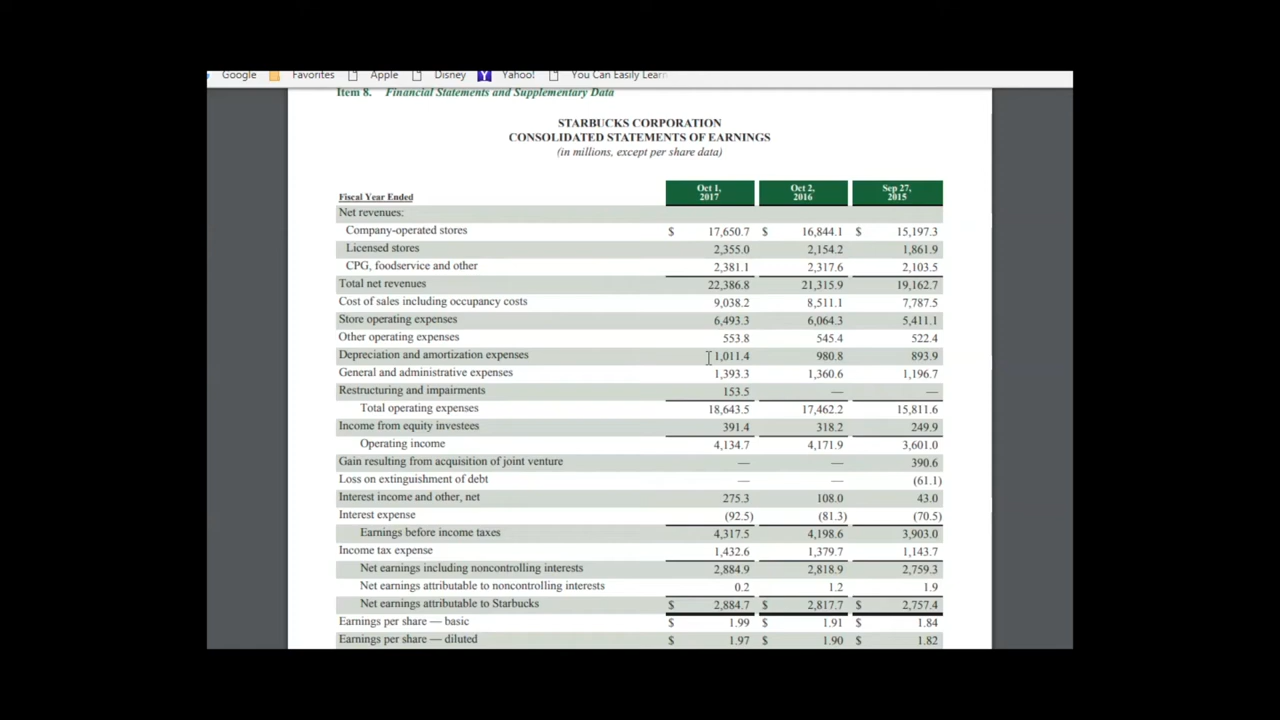 Google Favorites Apple Disney Yahoo! You Can Easily Learn
Item 8. Financial Statements and Supplementary Data
STARBUCKS CORPORATION
CONSOLIDATED STATEMENTS OF EARNINGS
(in millions, except per share data)
Fiscal Year Ended Oct 1, 2017 Oct 2, 2016 Sep 27, 2015
Net revenues:
Company-operated stores $ 17,650.7 $ 16,844.1 $ 15,197.3
Licensed stores 2,355.0 2,154.2 1,861.9
CPG, foodservice and other 2,381.1 2,317.6 2,103.5
Total net revenues 22,386.8 21,315.9 19,162.7
Cost of sales including occupancy costs 9,038.2 8,511.1 7,787.5
Store operating expenses 6,493.3 6,064.3 5,411.1
Other operating expenses 553.8 545.4 522.4
Depreciation and amortization expenses 1,011.4 980.8 893.9
General and administrative expenses 1,393.3 1,360.6 1,196.7
Restructuring and impairments 153.5 — —
Total operating expenses 18,643.5 17,462.2 15,811.6
Income from equity investees 391.4 318.2 249.9
Operating income 4,134.7 4,171.9 3,601.0
Gain resulting from acquisition of joint venture — — 390.6
Loss on extinguishment of debt — — (61.1)
Interest income and other, net 275.3 108.0 43.0
Interest expense (92.5) (81.3) (70.5)
Earnings before income taxes 4,317.5 4,198.6 3,903.0
Income tax expense 1,432.6 1,379.7 1,143.7
Net earnings including noncontrolling interests 2,884.9 2,818.9 2,759.3
Net earnings attributable to noncontrolling interests 0.2 1.2 1.9
Net earnings attributable to Starbucks $ 2,884.7 $ 2,817.7 $ 2,757.4
Earnings per share — basic $ 1.99 $ 1.91 $ 1.84
Earnings per share — diluted $ 1.97 $ 1.90 $ 1.82